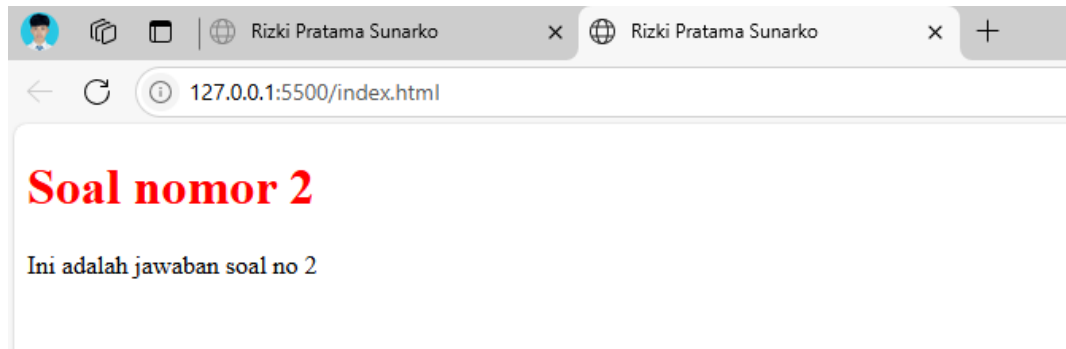 Rizki Pratama Sunarko
Rizki Pratama Sunarko
127.0.0.1:5500/index.html
Soal nomor 2
Ini adalah jawaban soal no 2